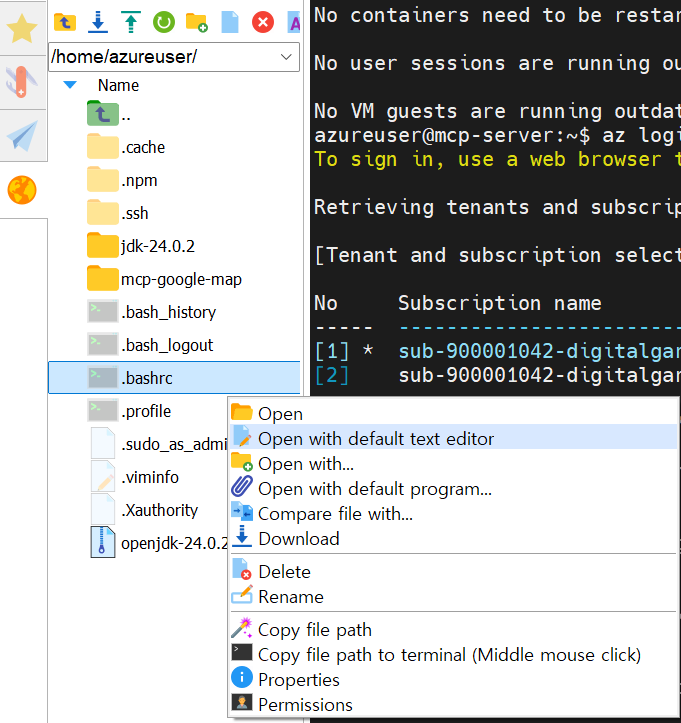 /home/azureuser/
Name
..
.cache
.npm
.ssh
jdk-24.0.2
mcp-google-map
.bash_history
.bash_logout
.bashrc
.profile
.sudo_as_admi
.viminfo
.Xauthority
openjdk-24.0.2
No containers need to be restar
No user sessions are running ou
No VM guests are running outdat
azureuser@mcp-server:~$ az logi
To sign in, use a web browser t
Retrieving tenants and subscrip
[Tenant and subscription select
No Subscription name
----- --------------------------
[1] * sub-900001042-digitalgar
[2] sub-900001042-digitalgar
Open
Open with default text editor
Open with...
Open with default program...
Compare file with...
Download
Delete
Rename
Copy file path
Copy file path to terminal (Middle mouse click)
Properties
Permissions